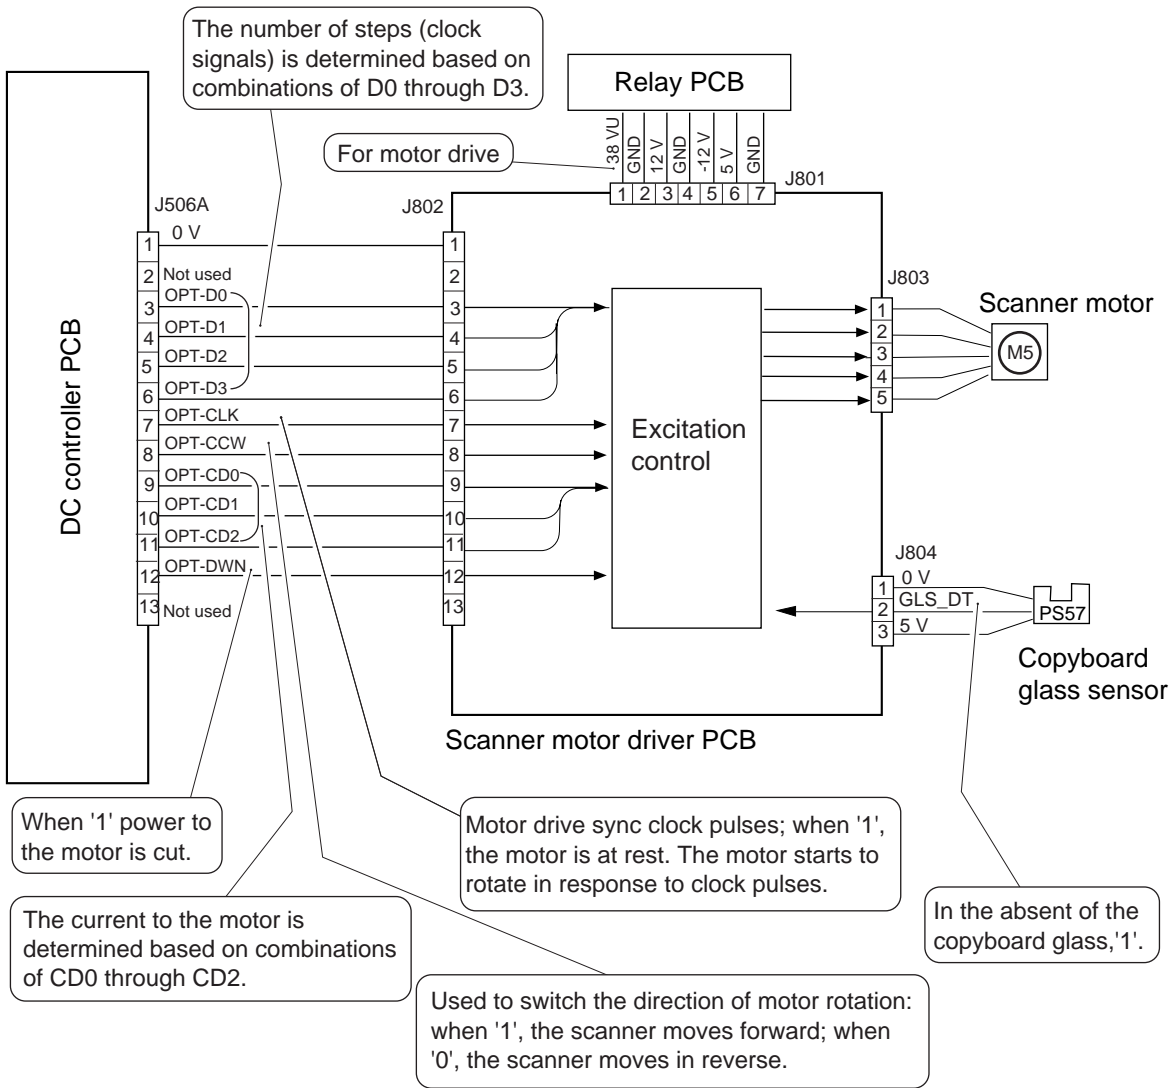 The number of steps (clock
signals) is determined based on
combinations of D0 through D3.
Relay PCB
For motor drive
38 VU
GND
12 V
GND
-12 V
5 V
GND
1 2 3 4 5 6 7
J801
J506A
J802
0 V
1
2
3
4
5
6
7
8
9
10
11
12
13
Not used
OPT-D0
OPT-D1
OPT-D2
OPT-D3
OPT-CLK
OPT-CCW
OPT-CD0
OPT-CD1
OPT-CD2
OPT-DWN
Not used
1
2
3
4
5
6
7
8
9
10
11
12
13
DC controller PCB
Excitation
control
J803
1
2
3
4
5
Scanner motor
M5
J804
1
2
3
0 V
GLS_DT
5 V
PS57
Copyboard
glass sensor
Scanner motor driver PCB
When '1' power to
the motor is cut.
Motor drive sync clock pulses; when '1',
the motor is at rest. The motor starts to
rotate in response to clock pulses.
The current to the motor is
determined based on combinations
of CD0 through CD2.
In the absent of the
copyboard glass,'1'.
Used to switch the direction of motor rotation:
when '1', the scanner moves forward; when
'0', the scanner moves in reverse.